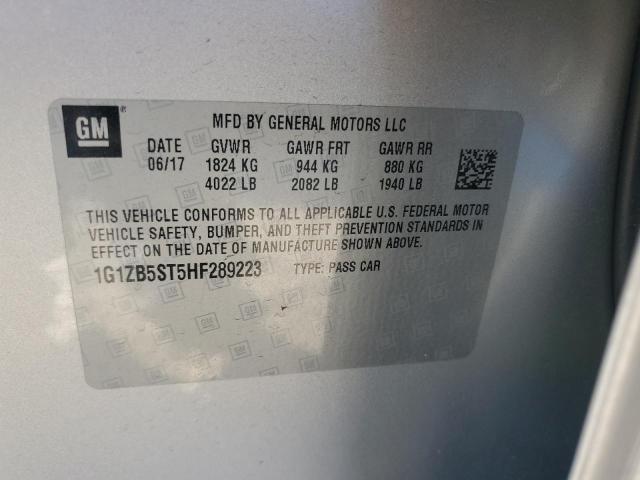 GM
MFD BY GENERAL MOTORS LLC
DATE GVWR GAWR FRT GAWR RR
06/17 1824 KG 944 KG 880 KG
4022 LB 2082 LB 1940 LB
THIS VEHICLE CONFORMS TO ALL APPLICABLE U.S. FEDERAL MOTOR
VEHICLE SAFETY, BUMPER, AND THEFT PREVENTION STANDARDS IN
EFFECT ON THE DATE OF MANUFACTURE SHOWN ABOVE.
1G1ZB5ST5HF289223 TYPE: PASS CAR